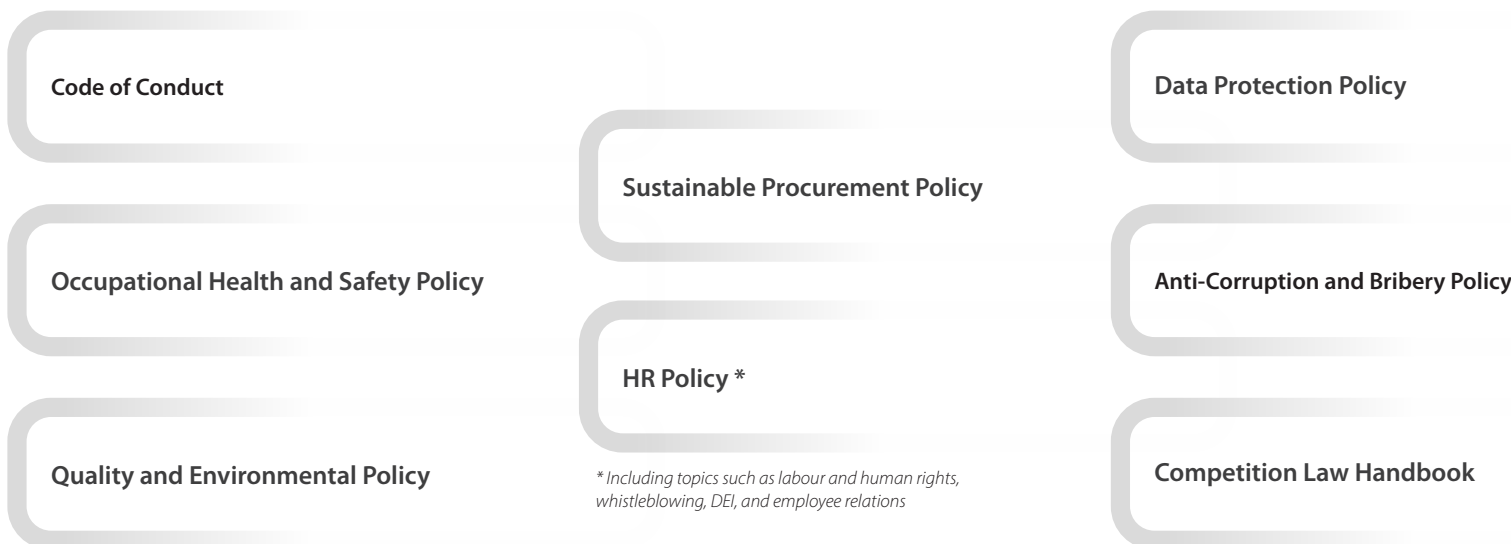 Code of Conduct
Occupational Health and Safety Policy
Quality and Environmental Policy
Sustainable Procurement Policy
HR Policy *
* Including topics such as labour and human rights,
whistleblowing, DEI, and employee relations
Data Protection Policy
Anti-Corruption and Bribery Policy
Competition Law Handbook